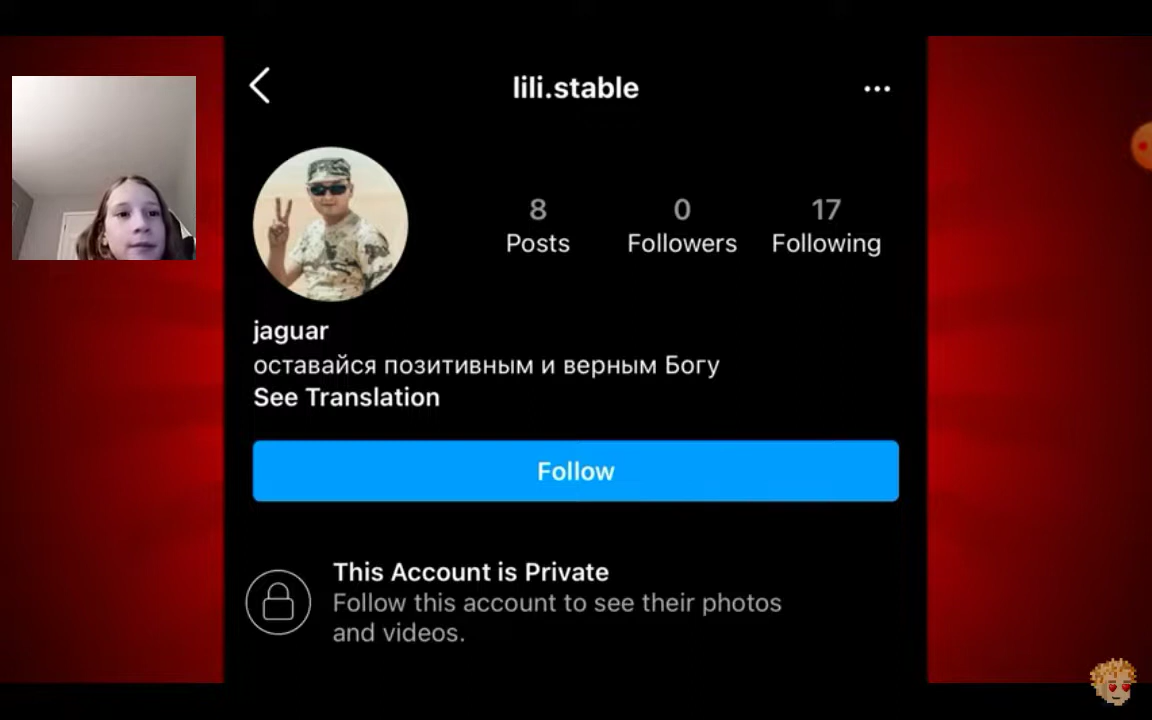 lili.stable
8
Posts
0
Followers
17
Following
jaguar
оставайся позитивным и верным Богу
See Translation
Follow
This Account is Private
Follow this account to see their photos
and videos.